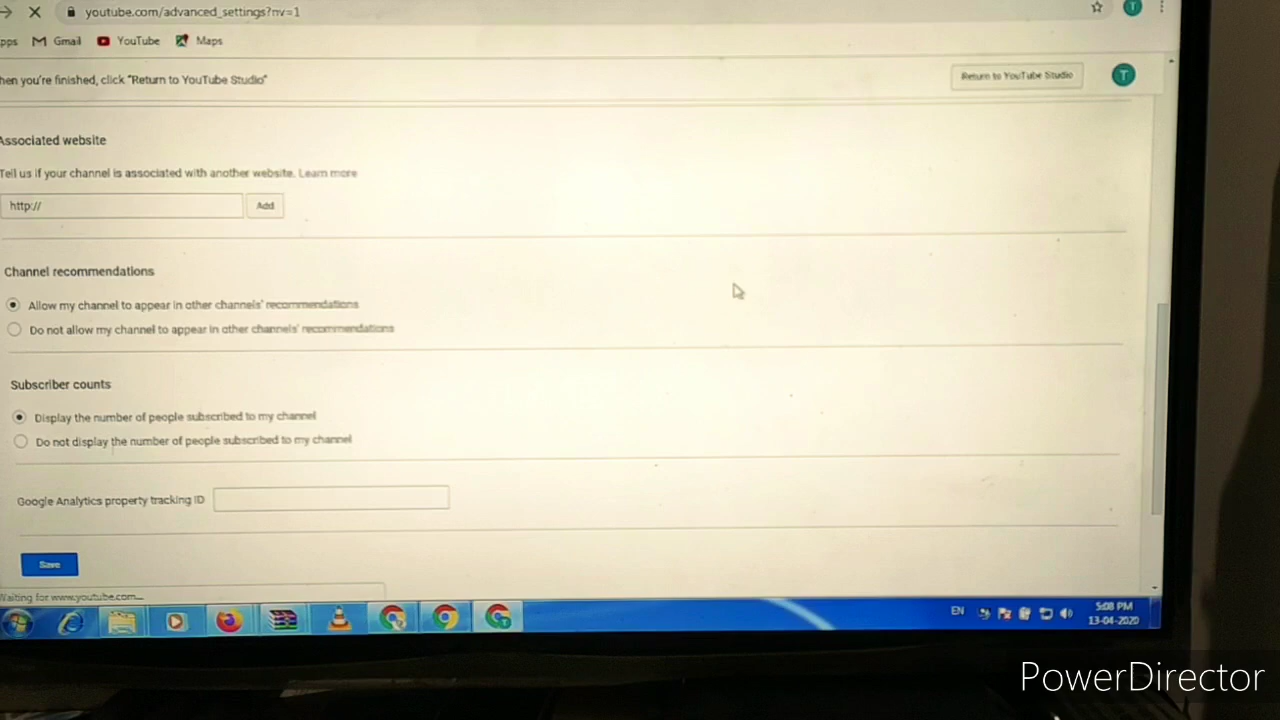 youtube.com/advanced_settings?nv=1
T
pps Gmail YouTube Maps
hen you're finished, click "Return to YouTube Studio"
Return to YouTube Studio
T
Associated website
Tell us if your channel is associated with another website. Learn more
http://
Add
Channel recommendations
Allow my channel to appear in other channels' recommendations
Do not allow my channel to appear in other channels' recommendations
Subscriber counts
Display the number of people subscribed to my channel
Do not display the number of people subscribed to my channel
Google Analytics property tracking ID
Save
Waiting for www.youtube.com...
EN
5:08 PM
13-04-2020
PowerDirector